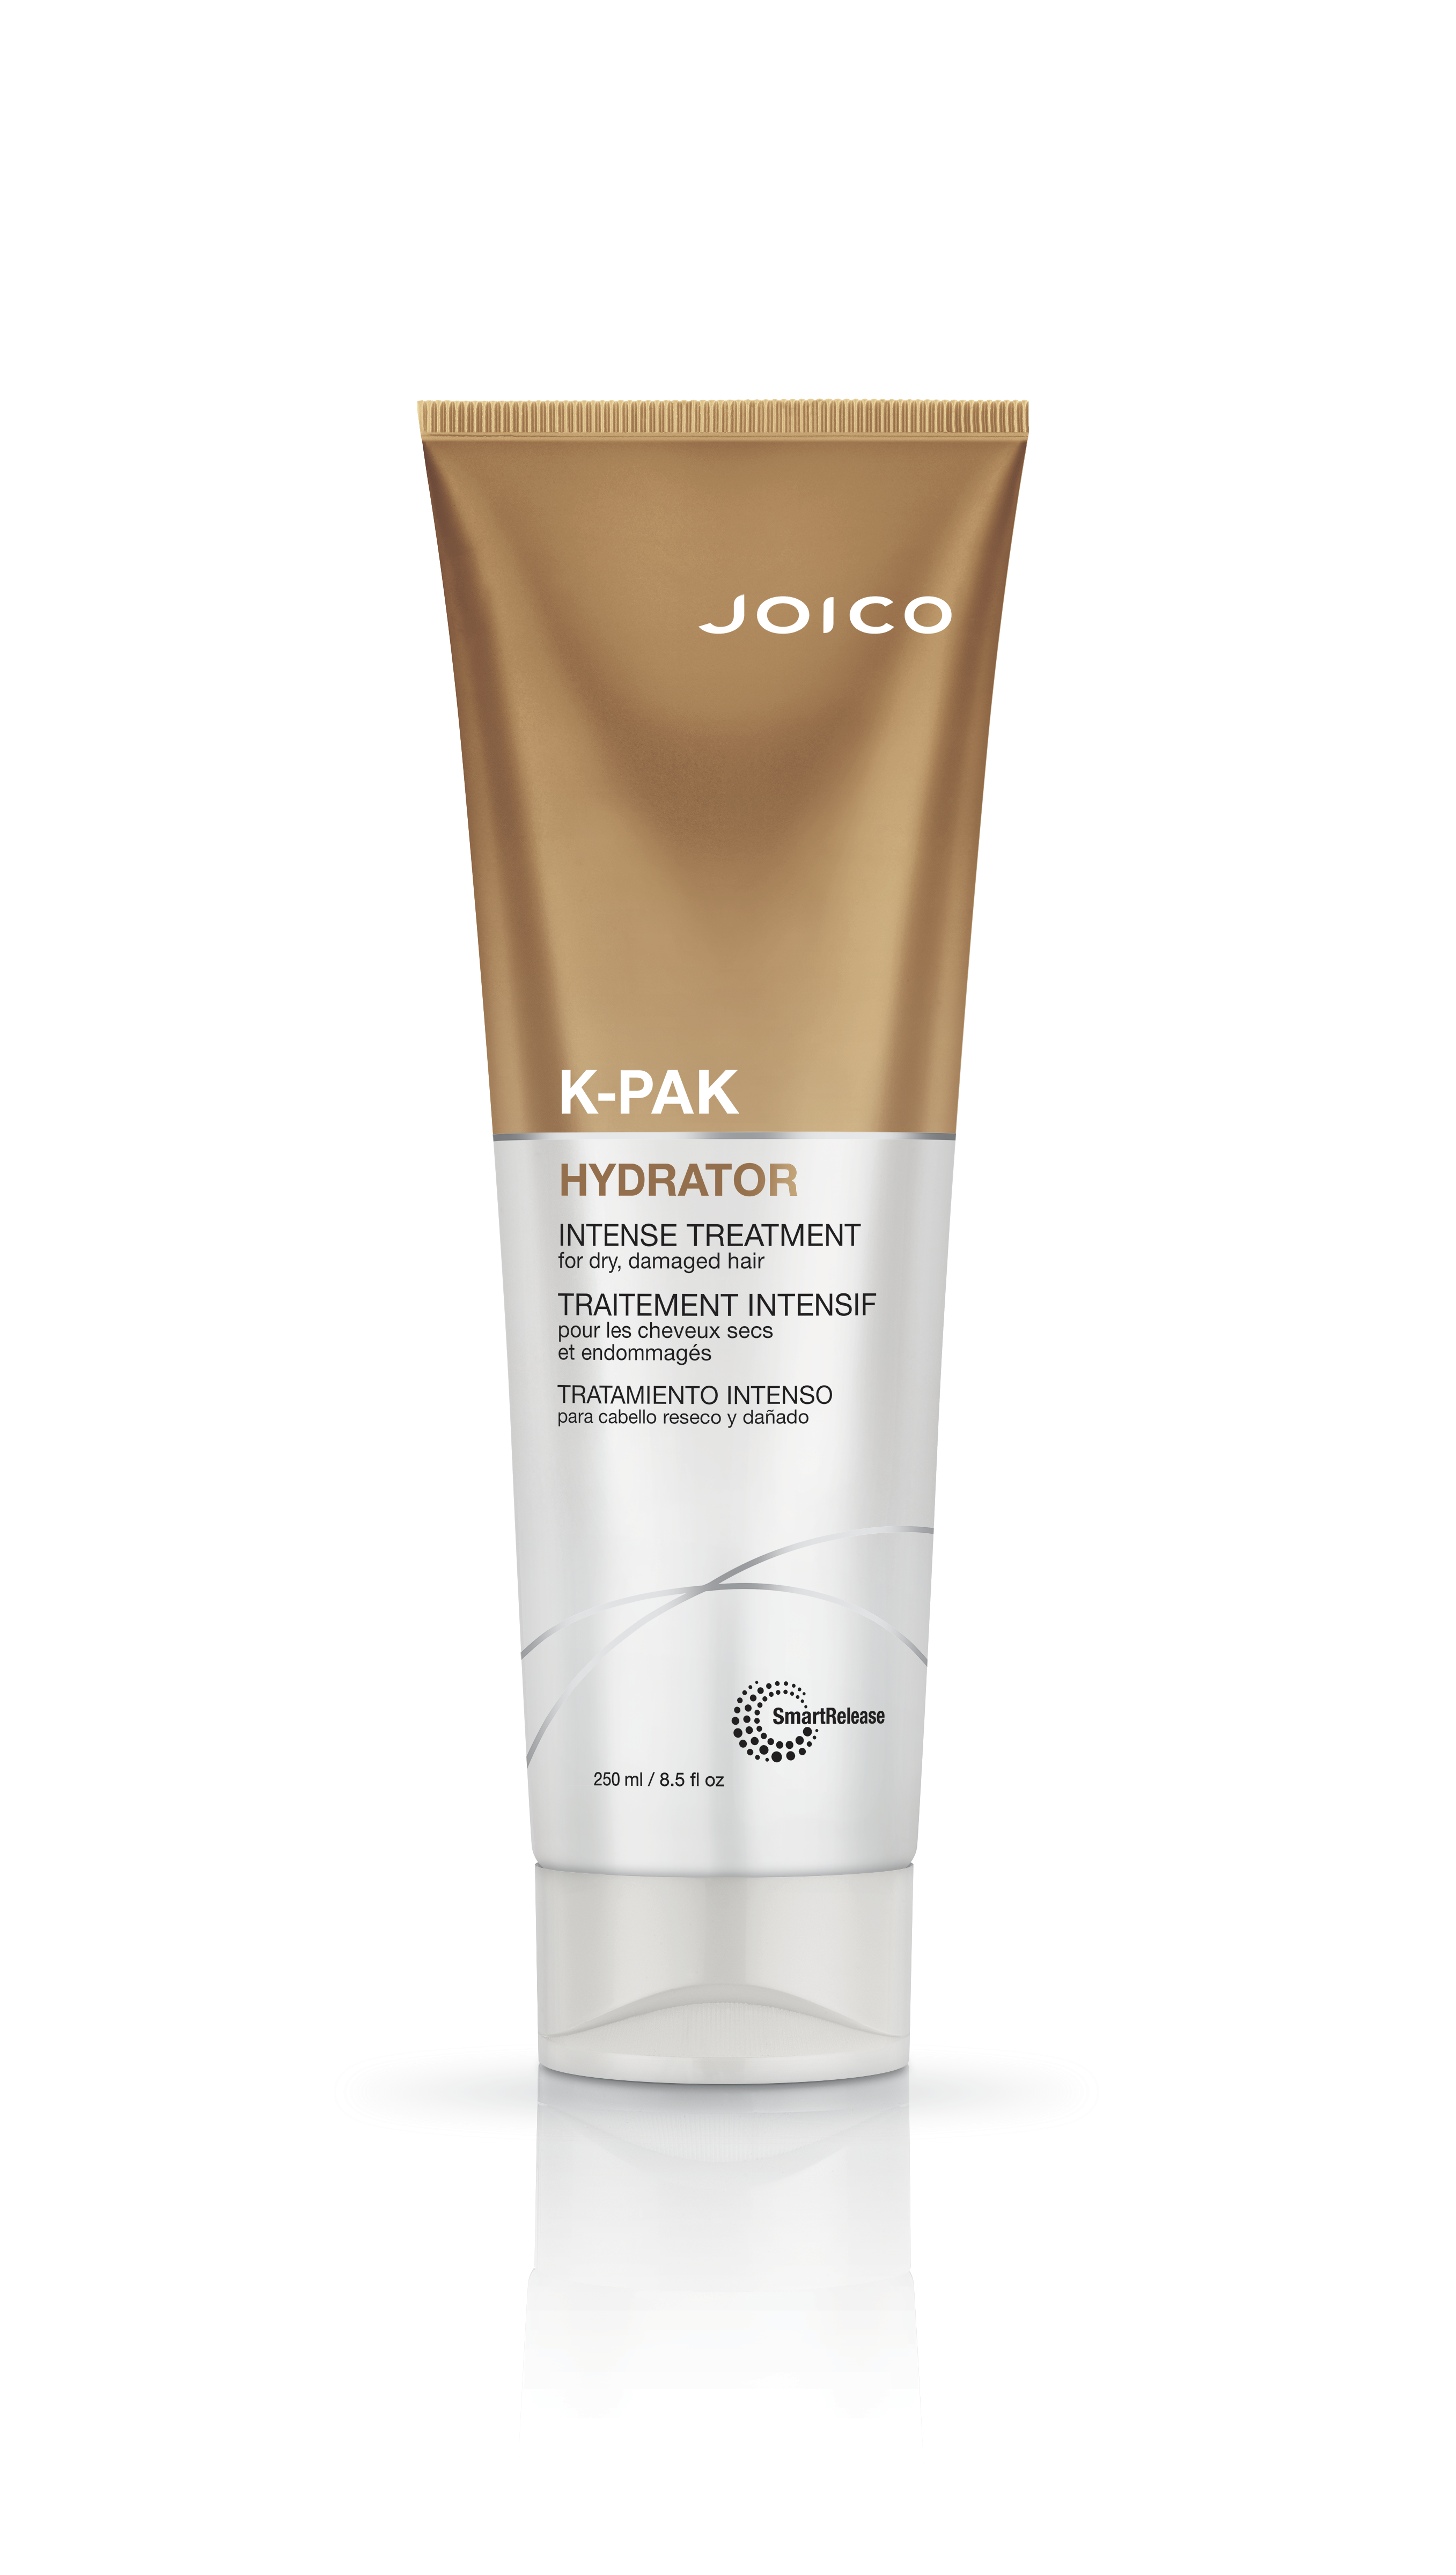 JOICO
K-PAK
HYDRATOR
INTENSE TREATMENT
for dry, damaged hair
TRAITEMENT INTENSIF
pour les cheveux secs
et endommagés
TRATAMIENTO INTENSO
para cabello reseco y dañado
SmartRelease
250 ml / 8.5 fl oz